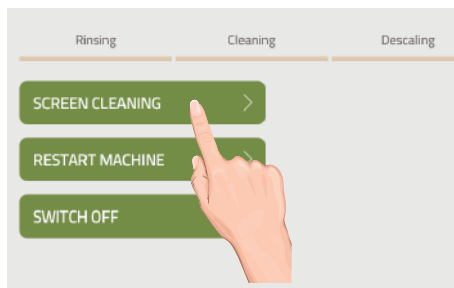 Rinsing Cleaning Descaling
SCREEN CLEANING
RESTART MACHINE
SWITCH OFF